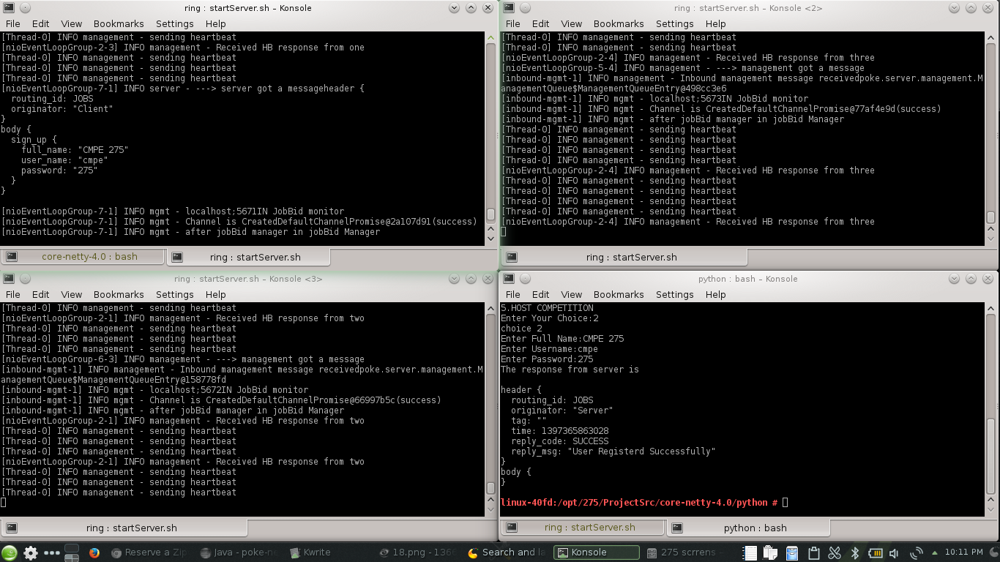 ring : startServer.sh – Konsole
File Edit View Bookmarks Settings Help
[Thread-0] INFO management - sending heartbeat
[nioEventLoopGroup-2-3] INFO management - Received HB response from one
[Thread-0] INFO management - sending heartbeat
[Thread-0] INFO management - sending heartbeat
[Thread-0] INFO management - sending heartbeat
[nioEventLoopGroup-7-1] INFO server - ---> server got a messageheader {
  routing_id: JOBS
  originator: "Client"
}
body {
  sign_up {
    full_name: "CMPE 275"
    user_name: "cmpe"
    password: "275"
  }
}
[nioEventLoopGroup-7-1] INFO mgmt - localhost;5671IN JobBid monitor
[nioEventLoopGroup-7-1] INFO mgmt - Channel is CreatedDefaultChannelPromise@2a107d91(success)
[nioEventLoopGroup-7-1] INFO mgmt - after jobBid manager in jobBid Manager
core-netty-4.0 : bash
ring : startServer.sh
ring : startServer.sh – Konsole <2>
File Edit View Bookmarks Settings Help
[Thread-0] INFO management - sending heartbeat
[Thread-0] INFO management - sending heartbeat
[nioEventLoopGroup-2-4] INFO management - Received HB response from three
[nioEventLoopGroup-5-4] INFO management - ---> management got a message
[inbound-mgmt-1] INFO management - Inbound management message receivedpoke.server.management.M
anagementQueue$ManagementQueueEntry@498cc3e6
[inbound-mgmt-1] INFO mgmt - localhost;5673IN JobBid monitor
[inbound-mgmt-1] INFO mgmt - Channel is CreatedDefaultChannelPromise@77af4e9d(success)
[inbound-mgmt-1] INFO mgmt - after jobBid manager in jobBid Manager
[Thread-0] INFO management - sending heartbeat
[Thread-0] INFO management - sending heartbeat
[Thread-0] INFO management - sending heartbeat
[Thread-0] INFO management - sending heartbeat
[nioEventLoopGroup-2-4] INFO management - Received HB response from three
[Thread-0] INFO management - sending heartbeat
[Thread-0] INFO management - sending heartbeat
[Thread-0] INFO management - sending heartbeat
[Thread-0] INFO management - sending heartbeat
[nioEventLoopGroup-2-4] INFO management - Received HB response from three
ring : startServer.sh
ring : startServer.sh – Konsole <3>
File Edit View Bookmarks Settings Help
[Thread-0] INFO management - sending heartbeat
[nioEventLoopGroup-2-1] INFO management - Received HB response from two
[Thread-0] INFO management - sending heartbeat
[Thread-0] INFO management - sending heartbeat
[Thread-0] INFO management - sending heartbeat
[nioEventLoopGroup-6-3] INFO management - ---> management got a message
[inbound-mgmt-1] INFO management - Inbound management message receivedpoke.server.management.M
anagementQueue$ManagementQueueEntry@158778fd
[inbound-mgmt-1] INFO mgmt - localhost;5672IN JobBid monitor
[inbound-mgmt-1] INFO mgmt - Channel is CreatedDefaultChannelPromise@66997b5c(success)
[inbound-mgmt-1] INFO mgmt - after jobBid manager in jobBid Manager
[nioEventLoopGroup-2-1] INFO management - Received HB response from two
[Thread-0] INFO management - sending heartbeat
[Thread-0] INFO management - sending heartbeat
[Thread-0] INFO management - sending heartbeat
[nioEventLoopGroup-2-1] INFO management - Received HB response from two
[Thread-0] INFO management - sending heartbeat
[Thread-0] INFO management - sending heartbeat
[Thread-0] INFO management - sending heartbeat
ring : startServer.sh
python : bash – Konsole
File Edit View Bookmarks Settings Help
5.HOST COMPETITION
Enter Your Choice:2
choice 2
Enter Full Name:CMPE 275
Enter Username:cmpe
Enter Password:275
The response from server is
header {
  routing_id: JOBS
  originator: "Server"
  tag: ""
  time: 1397365863028
  reply_code: SUCCESS
  reply_msg: "User Registerd Successfully"
}
body {
}
linux-40fd:/opt/275/ProjectSrc/core-netty-4.0/python #
ring : startServer.sh
python : bash
Reserve a Zip
Java - poke-ne
Kwrite
18.png - 1366
Search and la
Konsole
275 scrrens
10:11 PM